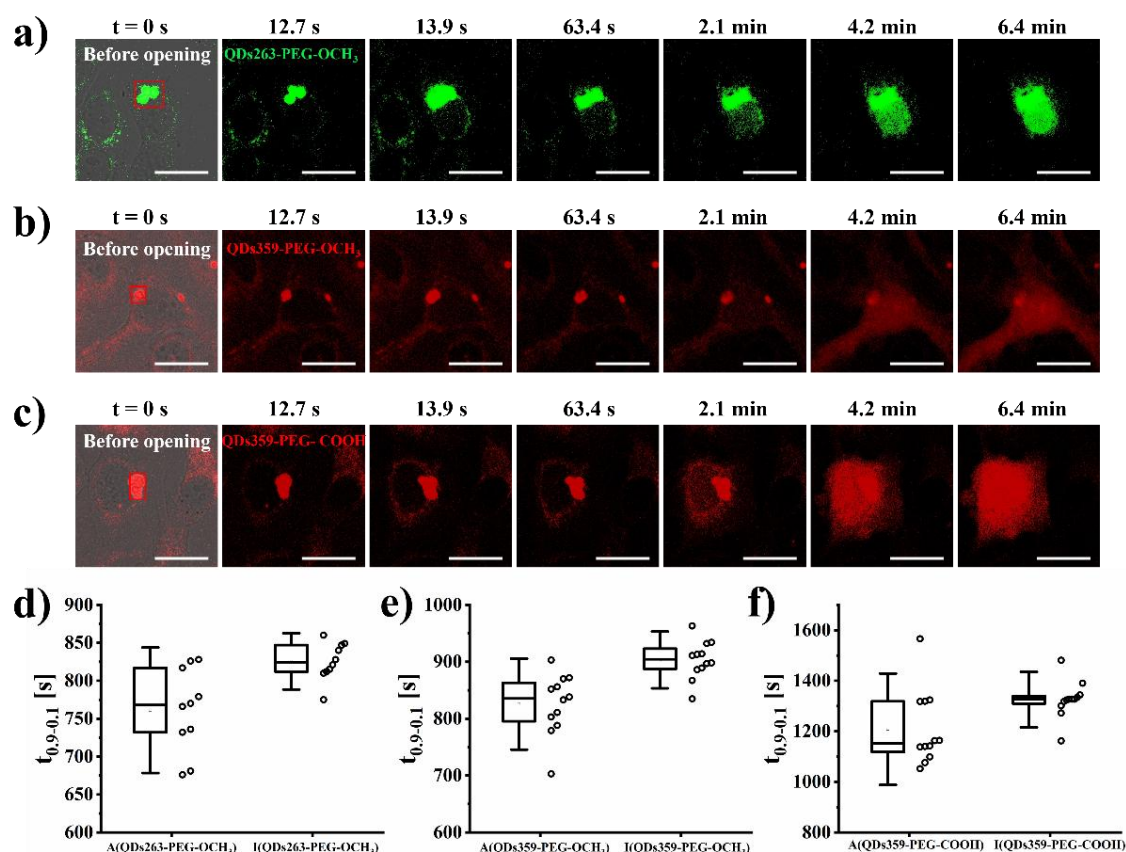 a)
t = 0 s 12.7 s 13.9 s 63.4 s 2.1 min 4.2 min 6.4 min
Before opening QDs263-PEG-OCH₃
b)
t = 0 s 12.7 s 13.9 s 63.4 s 2.1 min 4.2 min 6.4 min
Before opening QDs359-PEG-OCH₃
c)
t = 0 s 12.7 s 13.9 s 63.4 s 2.1 min 4.2 min 6.4 min
Before opening QDs359-PEG- COOH
d)
900
850
800
750
700
650
600
t₀.₉₋₀.₁ [s]
A(QDs263-PEG-OCH₃) I(QDs263-PEG-OCH₃)
e)
1000
900
800
700
600
t₀.₉₋₀.₁ [s]
A(QDs359-PEG-OCH₃) I(QDs359-PEG-OCH₃)
f)
1600
1400
1200
1000
800
t₀.₉₋₀.₁ [s]
A(QDs359-PEG-COOH) I(QDs359-PEG-COOH)